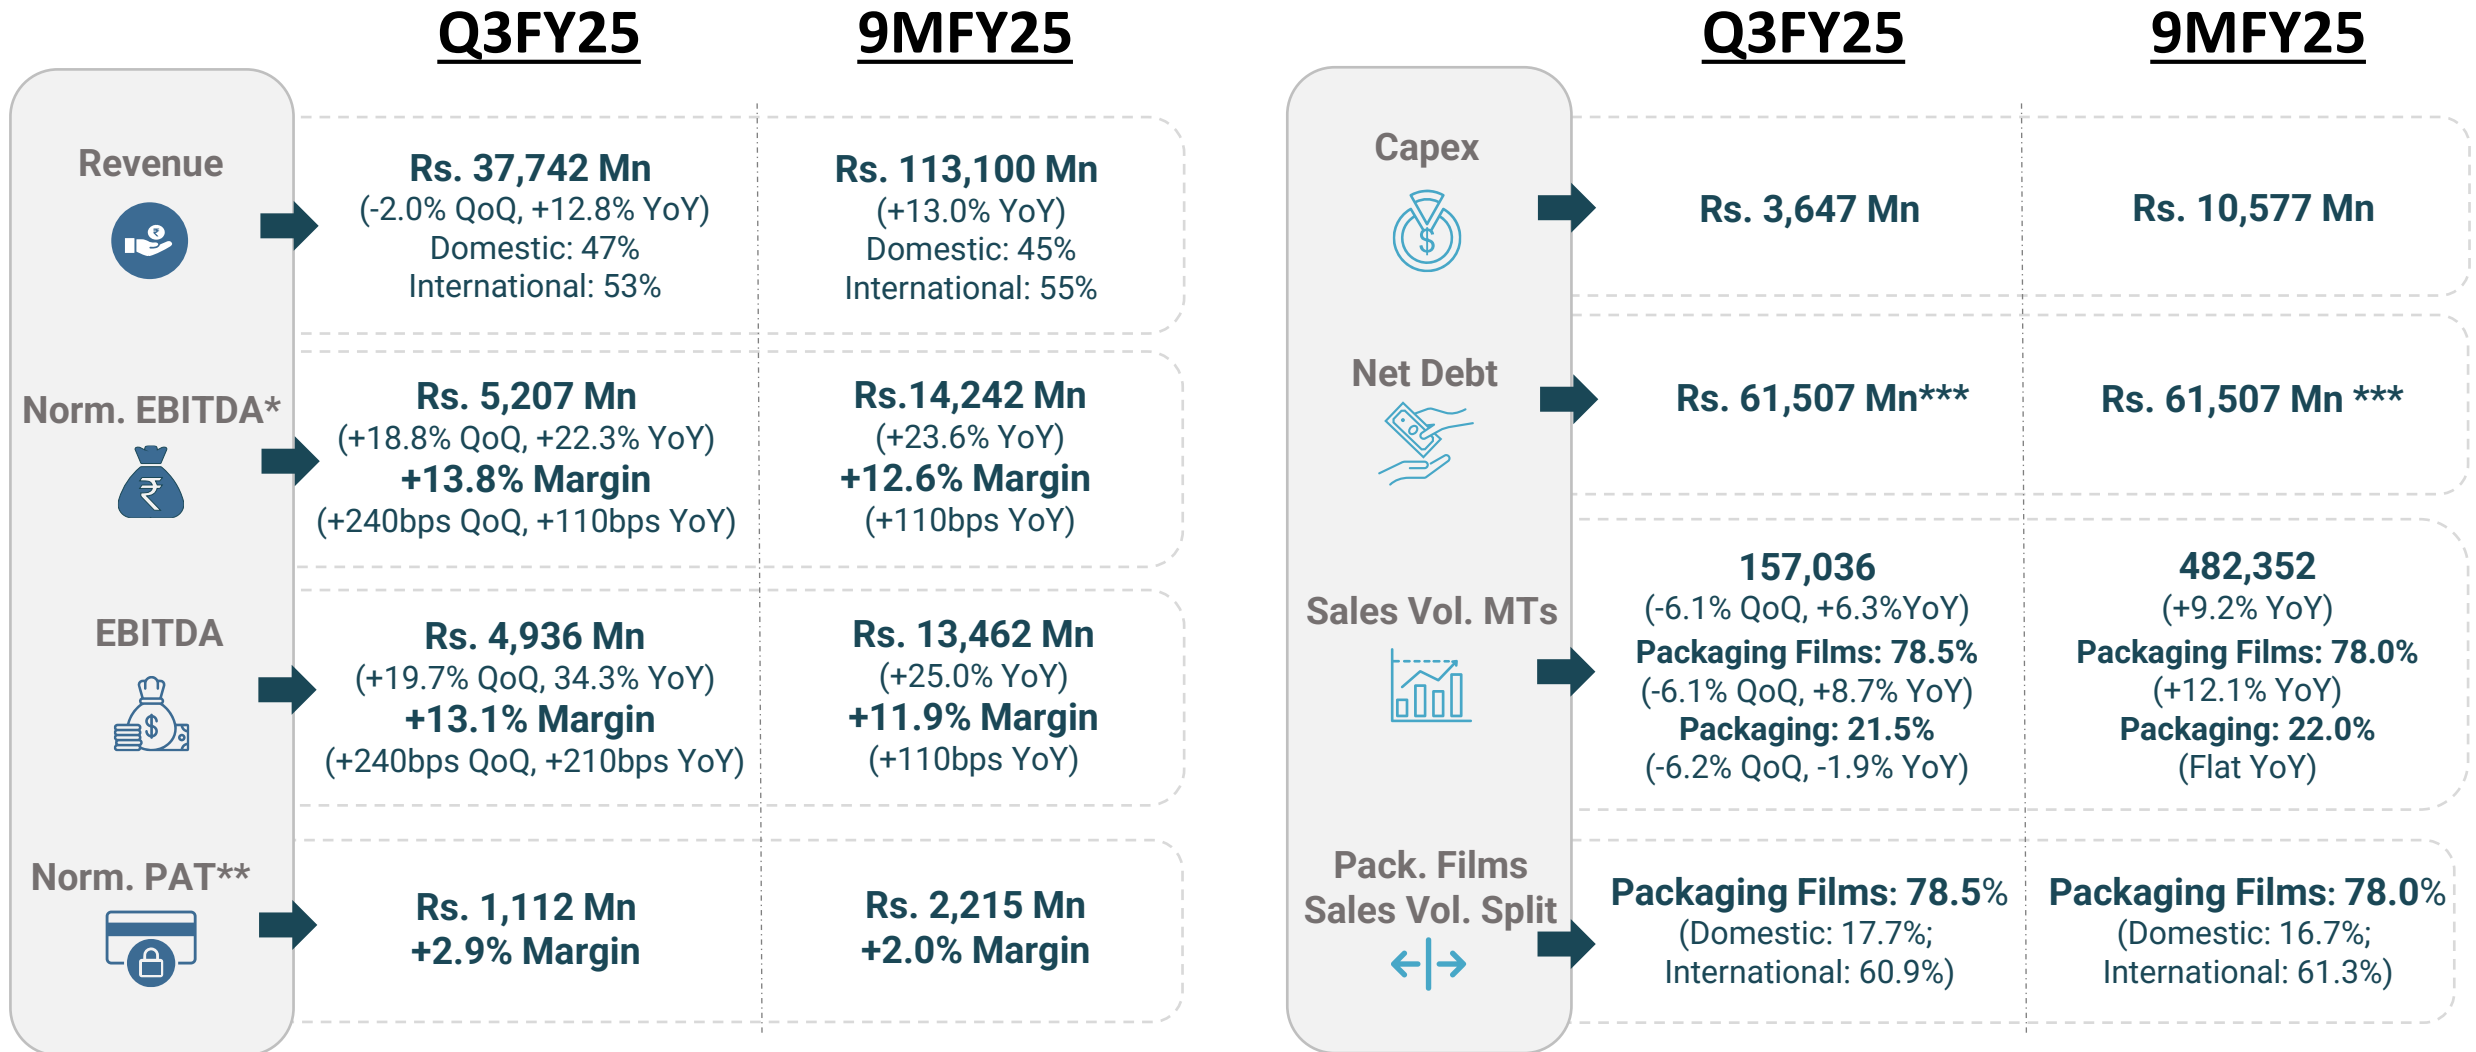 Q3FY25
9MFY25
Revenue
Rs. 37,742 Mn
(-2.0% QoQ, +12.8% YoY)
Domestic: 47%
International: 53%
Rs. 113,100 Mn
(+13.0% YoY)
Domestic: 45%
International: 55%
Norm. EBITDA*
Rs. 5,207 Mn
(+18.8% QoQ, +22.3% YoY)
+13.8% Margin
(+240bps QoQ, +110bps YoY)
Rs.14,242 Mn
(+23.6% YoY)
+12.6% Margin
(+110bps YoY)
EBITDA
Rs. 4,936 Mn
(+19.7% QoQ, 34.3% YoY)
+13.1% Margin
(+240bps QoQ, +210bps YoY)
Rs. 13,462 Mn
(+25.0% YoY)
+11.9% Margin
(+110bps YoY)
Norm. PAT**
Rs. 1,112 Mn
+2.9% Margin
Rs. 2,215 Mn
+2.0% Margin
Q3FY25
9MFY25
Capex
Rs. 3,647 Mn
Rs. 10,577 Mn
Net Debt
Rs. 61,507 Mn***
Rs. 61,507 Mn ***
Sales Vol. MTs
157,036
(-6.1% QoQ, +6.3%YoY)
Packaging Films: 78.5%
(-6.1% QoQ, +8.7% YoY)
Packaging: 21.5%
(-6.2% QoQ, -1.9% YoY)
482,352
(+9.2% YoY)
Packaging Films: 78.0%
(+12.1% YoY)
Packaging: 22.0%
(Flat YoY)
Pack. Films
Sales Vol. Split
Packaging Films: 78.5%
(Domestic: 17.7%;
International: 60.9%)
Packaging Films: 78.0%
(Domestic: 16.7%;
International: 61.3%)